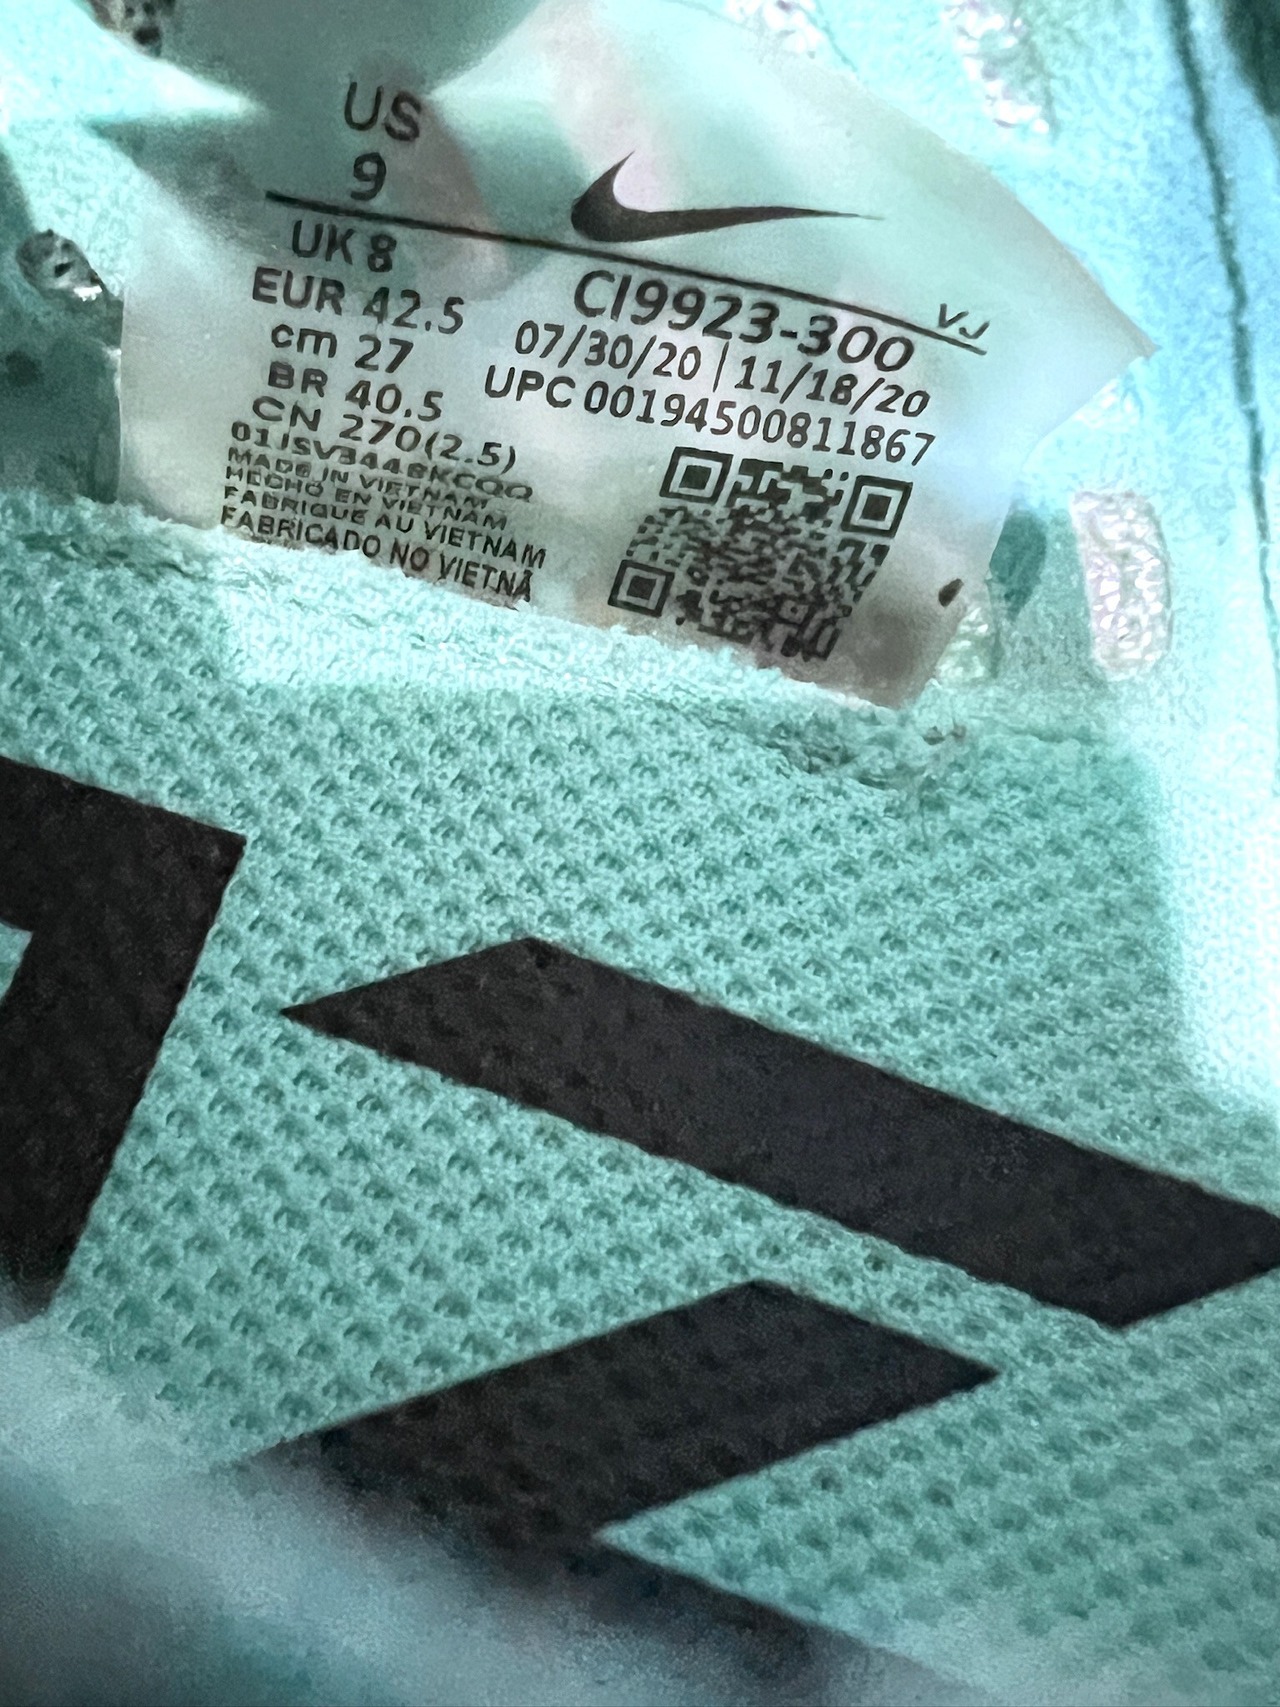 US
9
UK 8
EUR 42.5
cm 27
BR 40.5
CN 270(2.5)
MADE IN VIETNAM
HECHO EN VIETNAM
FABRIQUE AU VIETNAM
FABRICADO NO VIETNÃ
VJ
CI9923-300
07/30/20 | 11/18/20
UPC 00194500811867